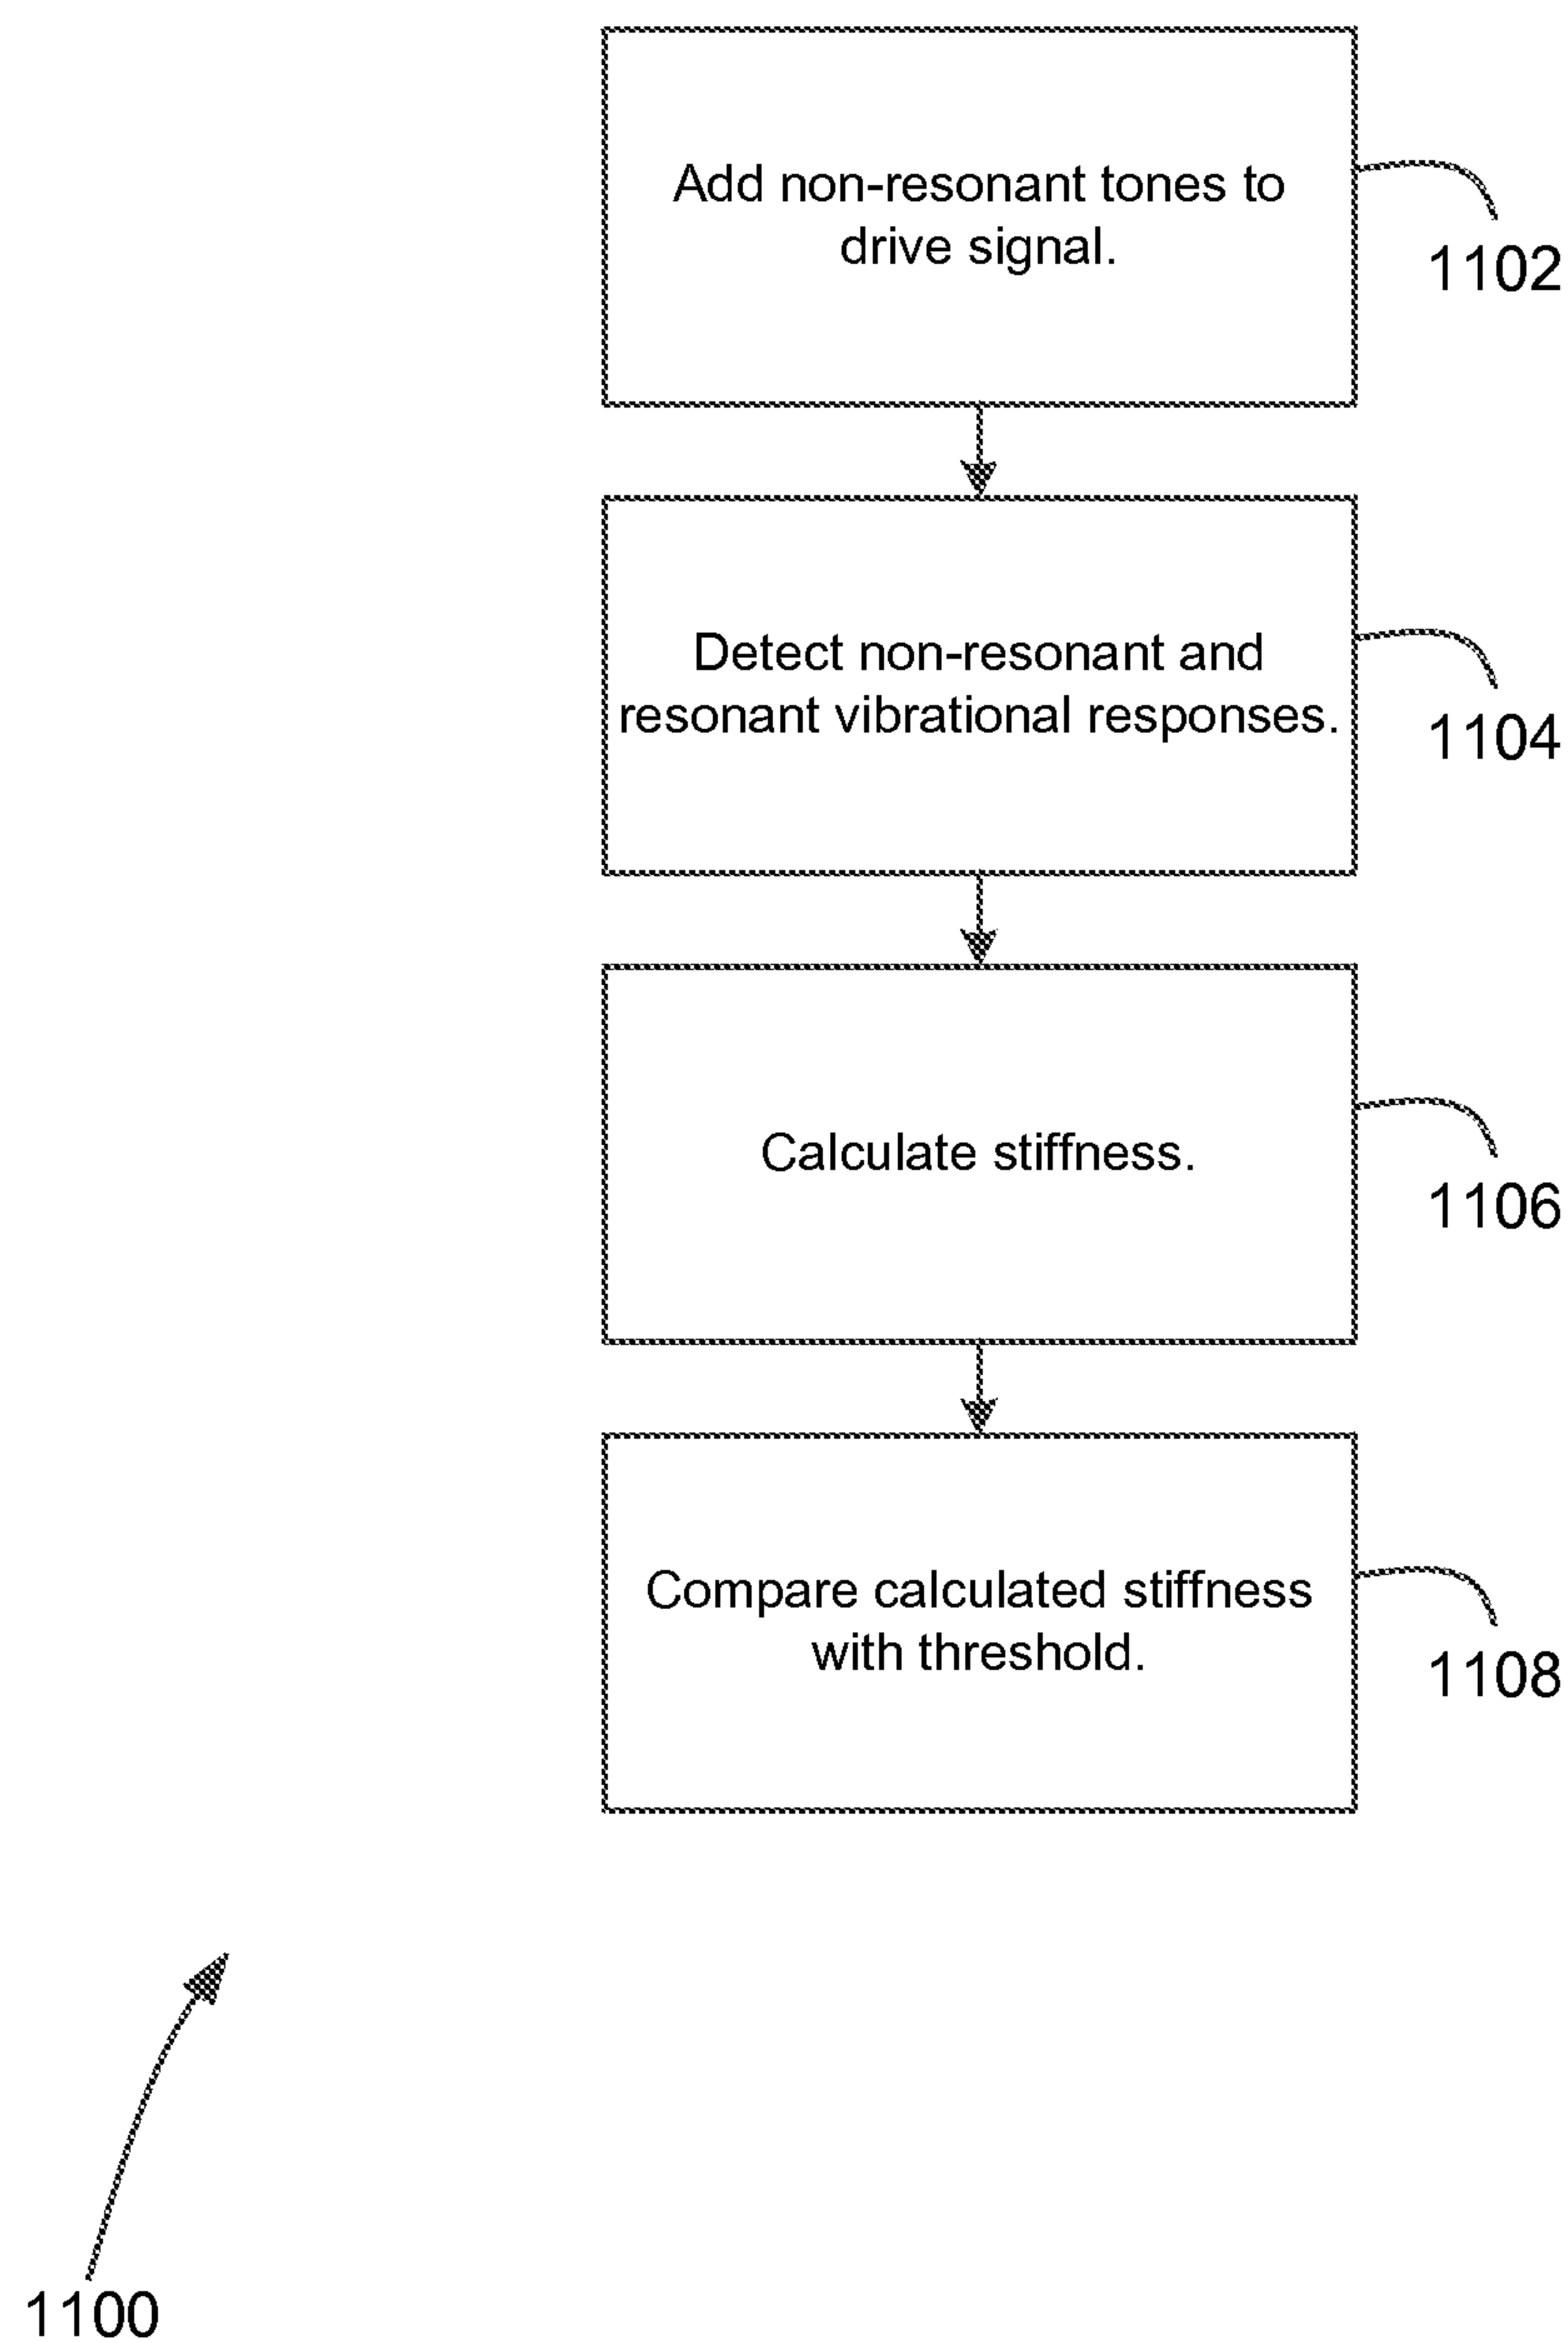 Add non-resonant tones to
drive signal.
1102
Detect non-resonant and
resonant vibrational responses.
1104
Calculate stiffness.
1106
Compare calculated stiffness
with threshold.
1108
1100